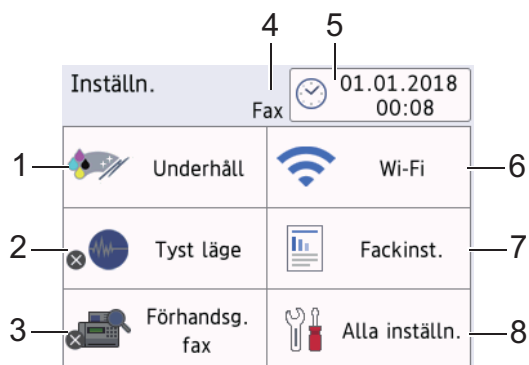 4 5
Inställn.
Fax
01.01.2018
00:08
1 Underhåll
Wi-Fi 6
2 Tyst läge
Fackinst. 7
3 Förhandsg.
fax
Alla inställn. 8